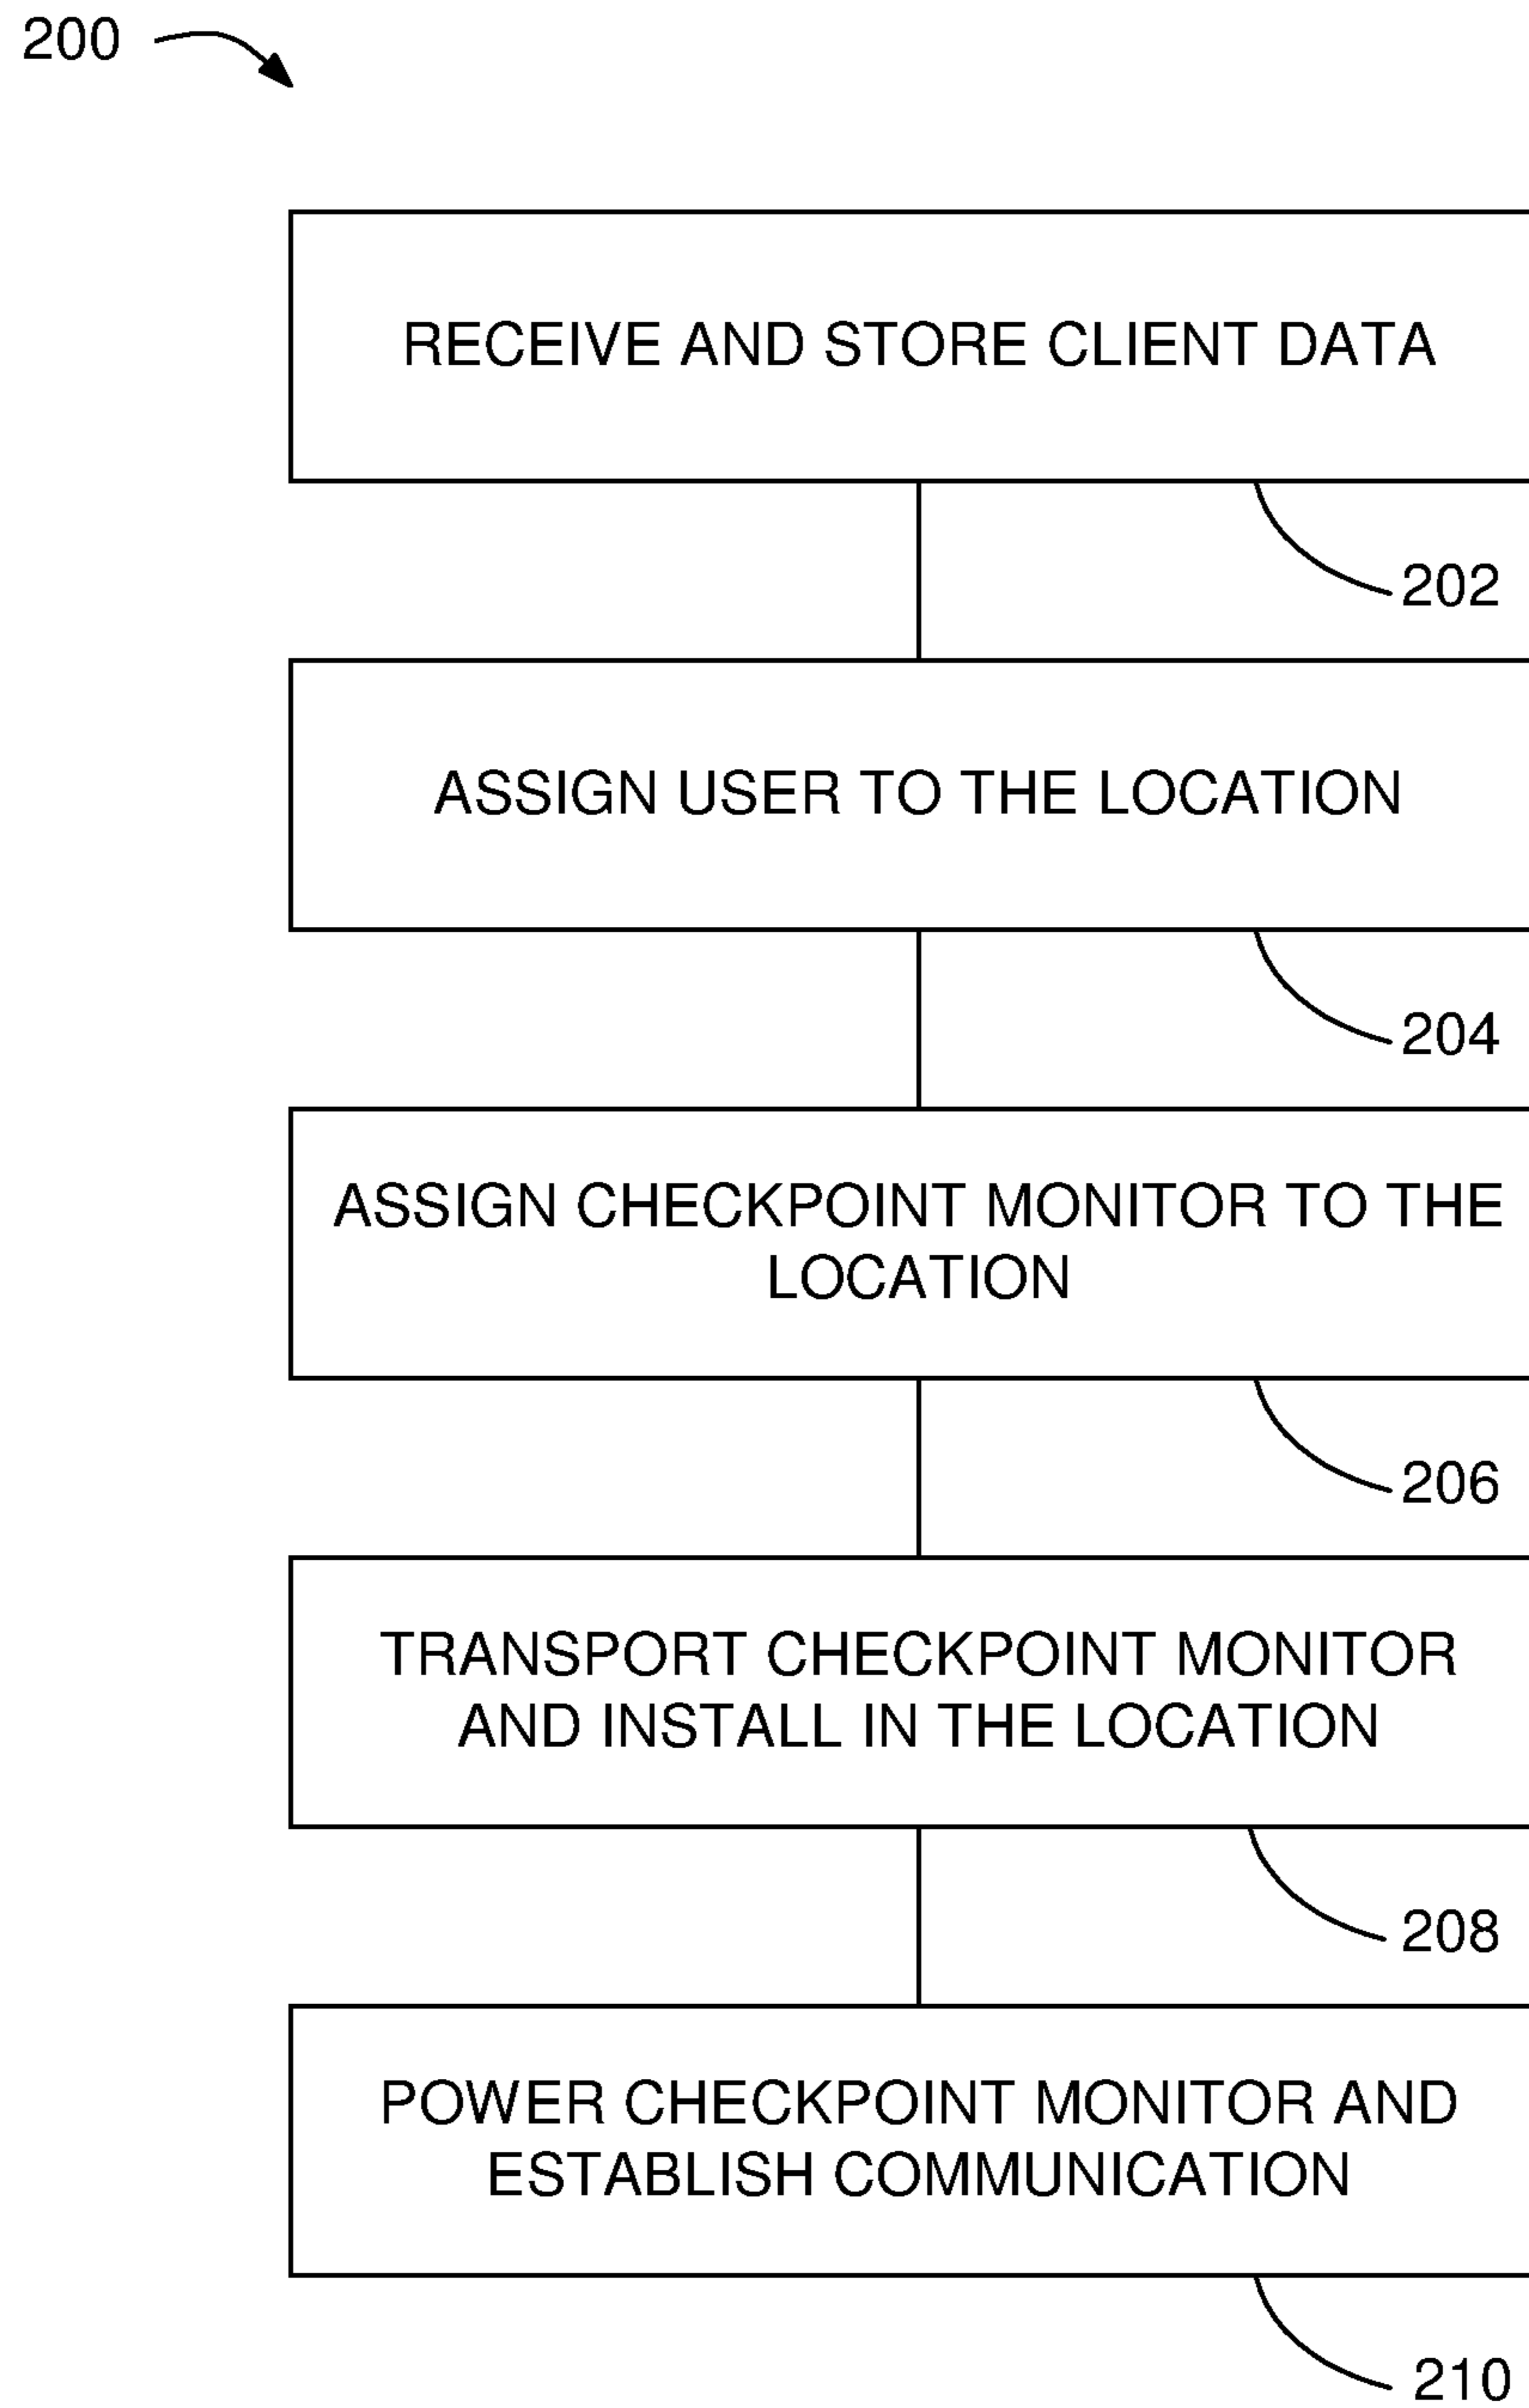 200
RECEIVE AND STORE CLIENT DATA
202
ASSIGN USER TO THE LOCATION
204
ASSIGN CHECKPOINT MONITOR TO THE
LOCATION
206
TRANSPORT CHECKPOINT MONITOR
AND INSTALL IN THE LOCATION
208
POWER CHECKPOINT MONITOR AND
ESTABLISH COMMUNICATION
210